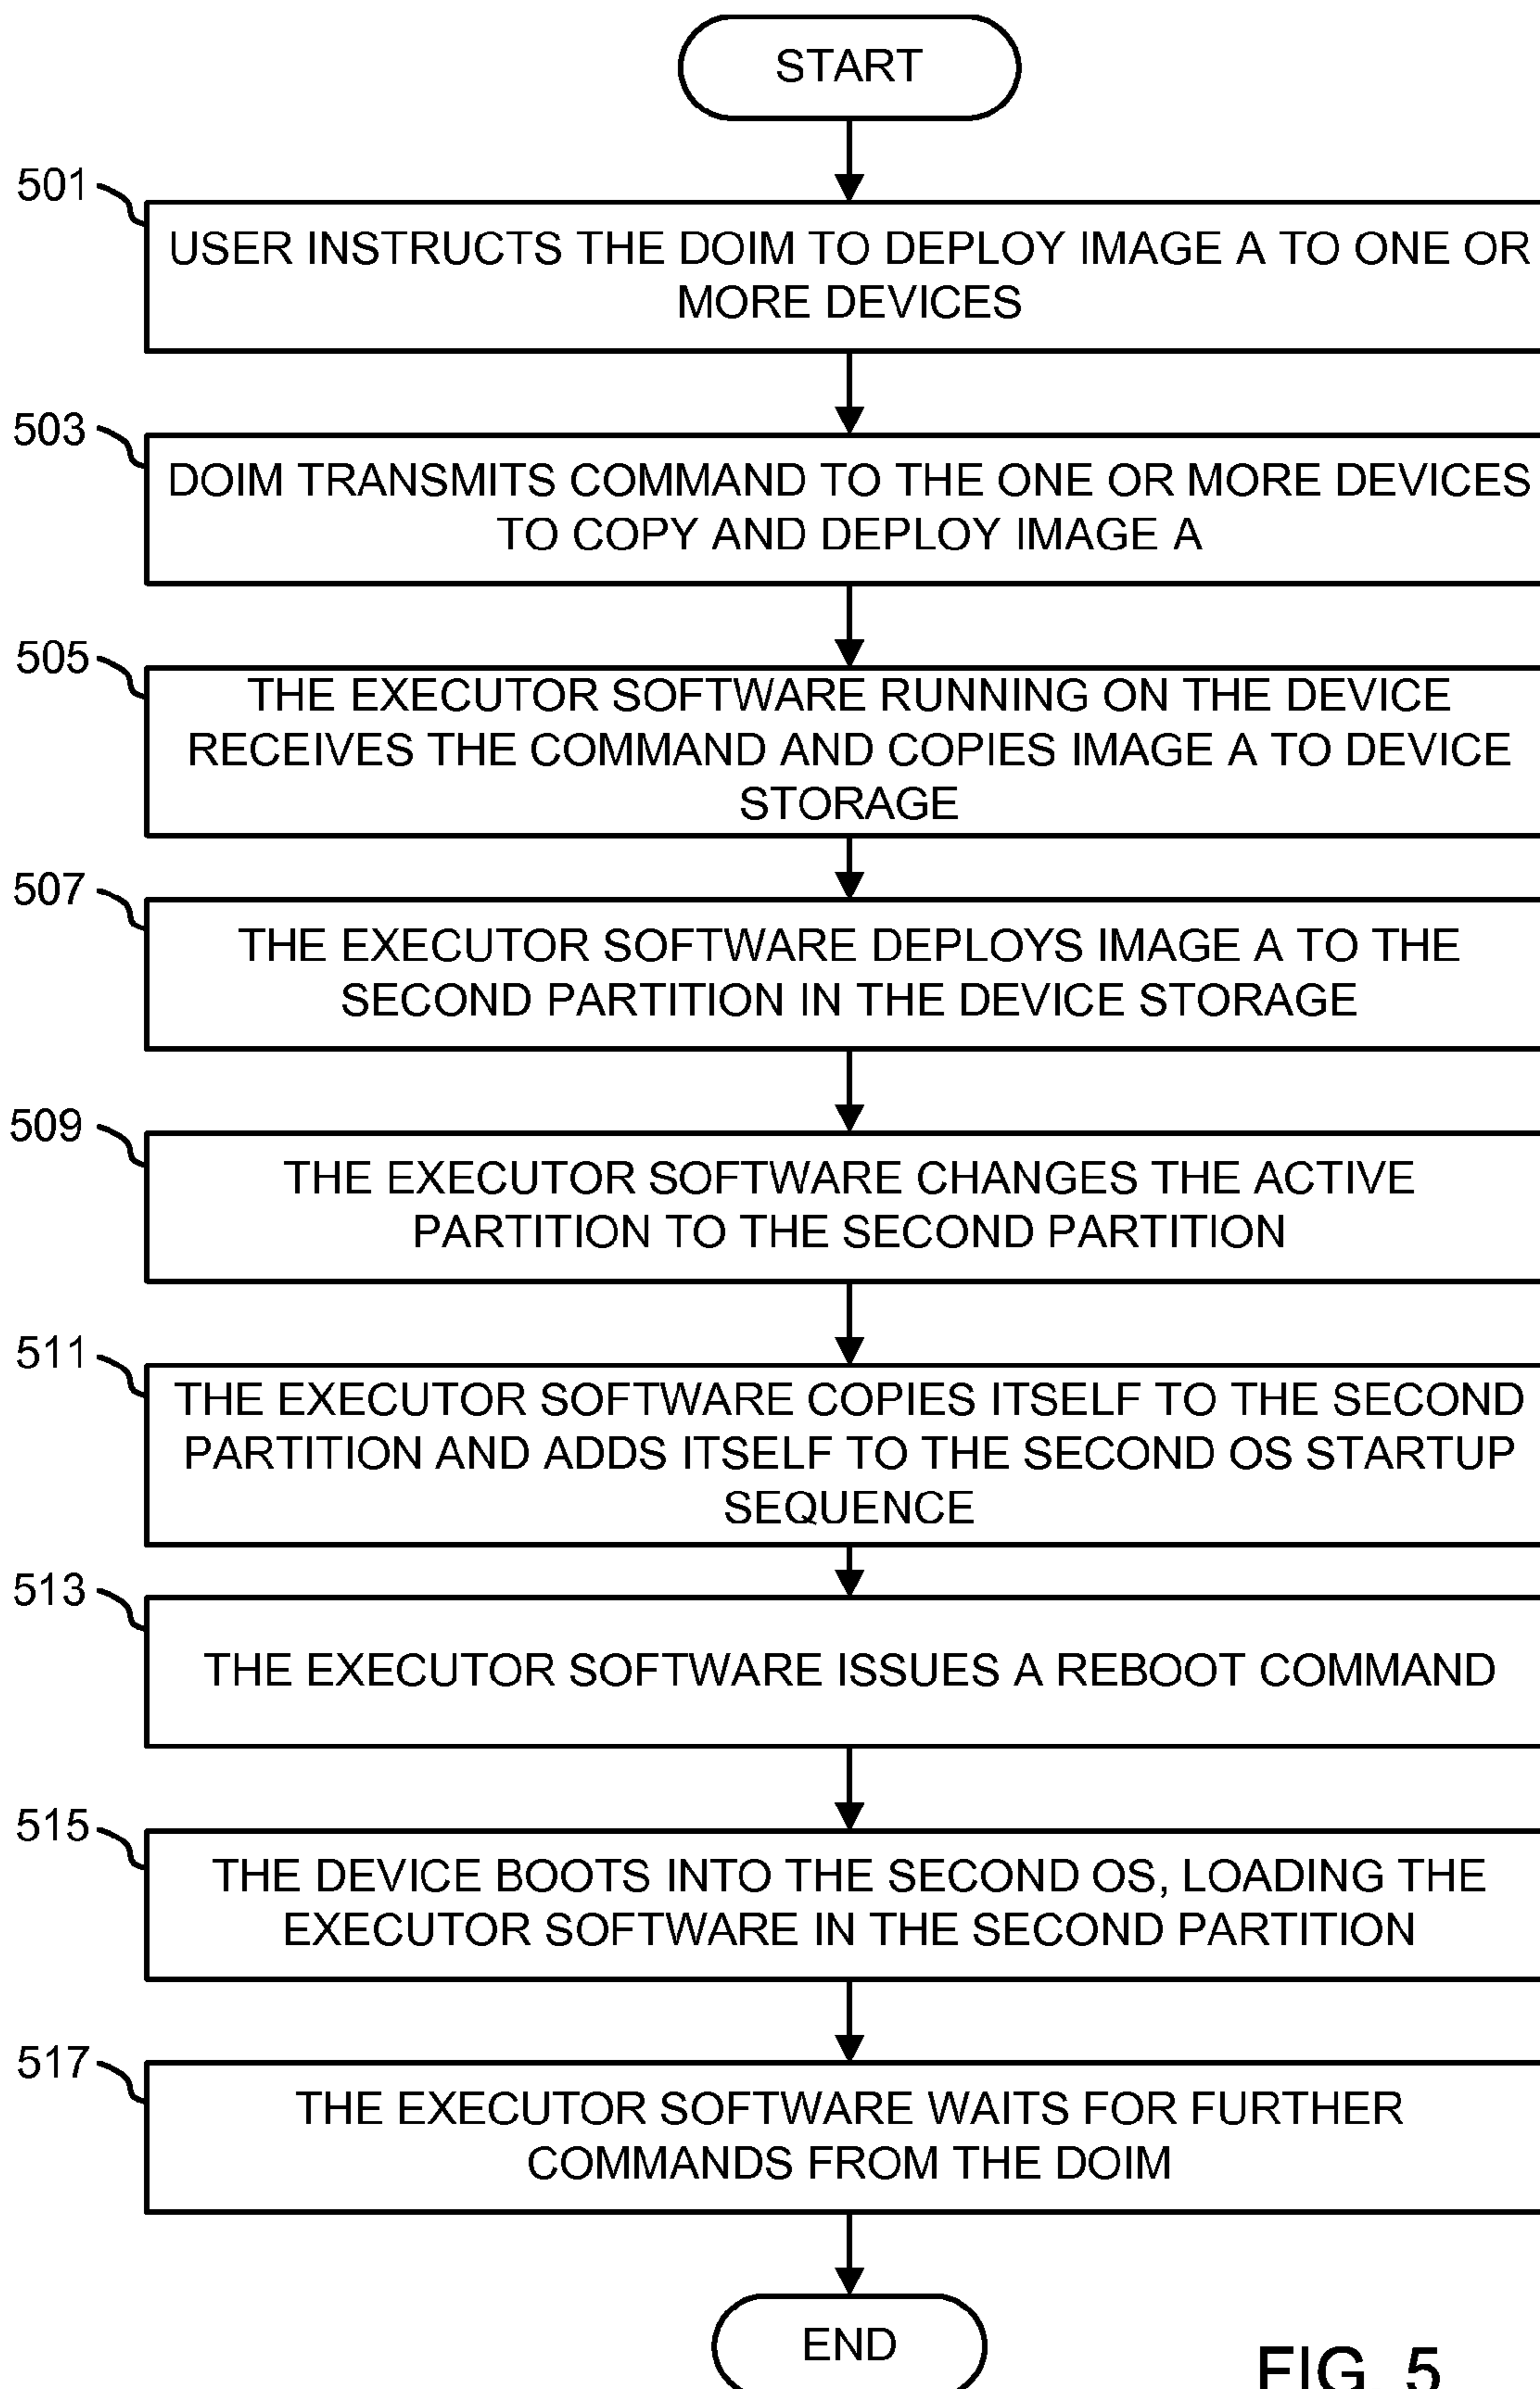 START
501
USER INSTRUCTS THE DOIM TO DEPLOY IMAGE A TO ONE OR
MORE DEVICES
503
DOIM TRANSMITS COMMAND TO THE ONE OR MORE DEVICES
TO COPY AND DEPLOY IMAGE A
505
THE EXECUTOR SOFTWARE RUNNING ON THE DEVICE
RECEIVES THE COMMAND AND COPIES IMAGE A TO DEVICE
STORAGE
507
THE EXECUTOR SOFTWARE DEPLOYS IMAGE A TO THE
SECOND PARTITION IN THE DEVICE STORAGE
509
THE EXECUTOR SOFTWARE CHANGES THE ACTIVE
PARTITION TO THE SECOND PARTITION
511
THE EXECUTOR SOFTWARE COPIES ITSELF TO THE SECOND
PARTITION AND ADDS ITSELF TO THE SECOND OS STARTUP
SEQUENCE
513
THE EXECUTOR SOFTWARE ISSUES A REBOOT COMMAND
515
THE DEVICE BOOTS INTO THE SECOND OS, LOADING THE
EXECUTOR SOFTWARE IN THE SECOND PARTITION
517
THE EXECUTOR SOFTWARE WAITS FOR FURTHER
COMMANDS FROM THE DOIM
END
FIG. 5